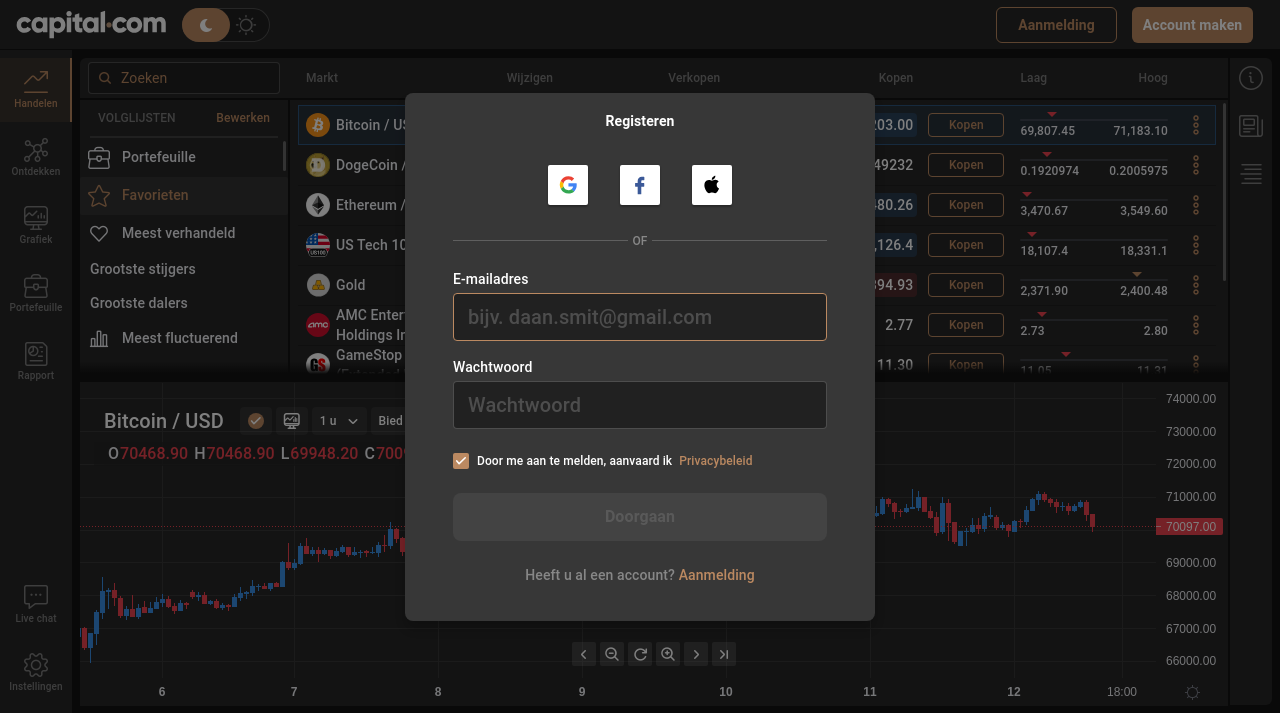 capital.com
Aanmelding
Account maken
Handelen
Ontdekken
Grafiek
Portefeuille
Rapport
Live chat
Instellingen
Zoeken
VOLGLIJSTEN Bewerken
Portefeuille
Favorieten
Meest verhandeld
Grootste stijgers
Grootste dalers
Meest fluctuerend
Markt Wijzigen Verkopen Kopen Laag Hoog
Bitcoin / 03.00 Kopen 69,807.45 71,183.10
DogeCoin / 49232 Kopen 0.1920974 0.2005975
Ethereum / 80.26 Kopen 3,470.67 3,549.60
US100
US Tech 10 ,126.4 Kopen 18,107.4 18,331.1
Gold 94.93 Kopen 2,371.90 2,400.48
amc
AMC Enter
Holdings In 2.77 Kopen 2.73 2.80
GameStop 11.30 Kopen 11.05 11.31
Registeren
G f
OF
E-mailadres
bijv. daan.smit@gmail.com
Wachtwoord
Wachtwoord
Door me aan te melden, aanvaard ik Privacybeleid
Doorgaan
Heeft u al een account? Aanmelding
Bitcoin / USD 1 u Bied
O70468.90 H70468.90 L69948.20 C7009
74000.00
73000.00
72000.00
71000.00
70097.00
69000.00
68000.00
67000.00
66000.00
6 7 8 9 10 11 12 18:00